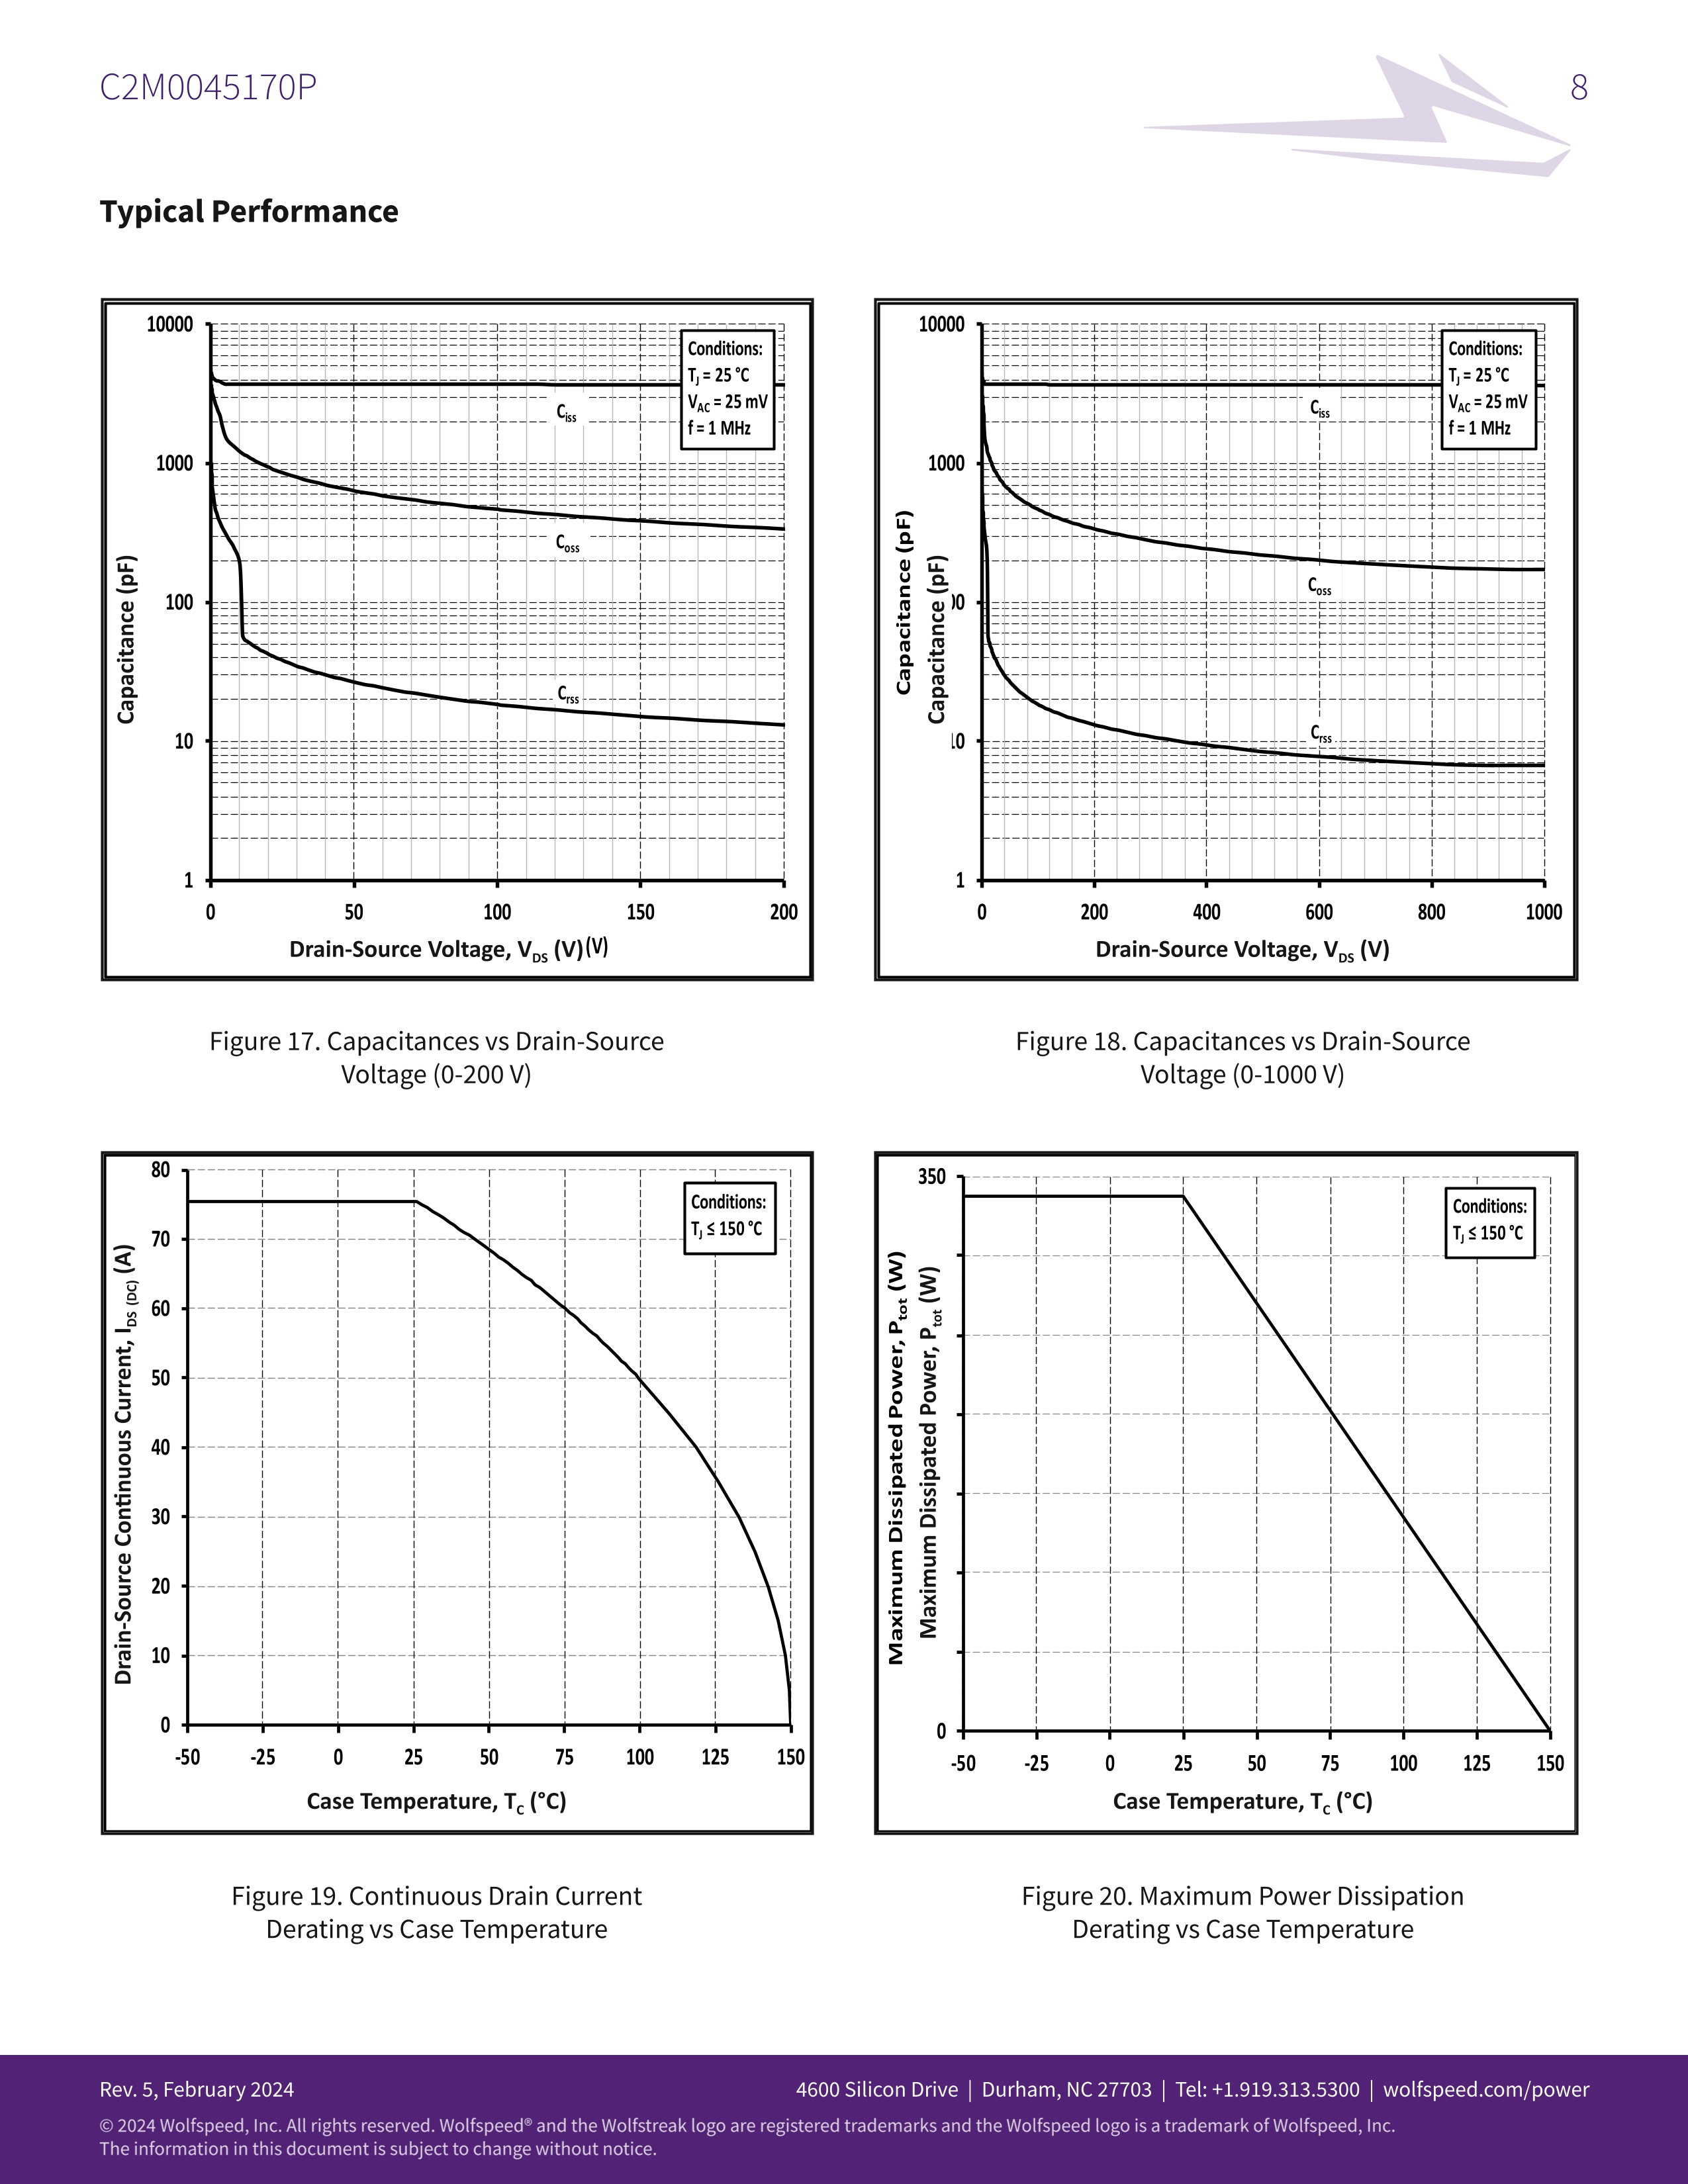 C2M0045170P
8
Typical Performance
10000
1000
100
10
1
Capacitance (pF)
Conditions:
TJ = 25 °C
VAC = 25 mV
f = 1 MHz
Ciss
Coss
Crss
0 50 100 150 200
Drain-Source Voltage, VDS (V) (V)
Figure 17. Capacitances vs Drain-Source
Voltage (0-200 V)
10000
1000
00
10
1
Capacitance (pF)
Capacitance (pF)
Conditions:
TJ = 25 °C
VAC = 25 mV
f = 1 MHz
Ciss
Coss
Crss
0 200 400 600 800 1000
Drain-Source Voltage, VDS (V)
Figure 18. Capacitances vs Drain-Source
Voltage (0-1000 V)
80
70
60
50
40
30
20
10
0
Drain-Source Continuous Current, IDS (DC) (A)
Conditions:
TJ ≤ 150 °C
-50 -25 0 25 50 75 100 125 150
Case Temperature, TC (°C)
Figure 19. Continuous Drain Current
Derating vs Case Temperature
350
0
Maximum Dissipated Power, Ptot (W)
Maximum Dissipated Power, Ptot (W)
Conditions:
TJ ≤ 150 °C
-50 -25 0 25 50 75 100 125 150
Case Temperature, TC (°C)
Figure 20. Maximum Power Dissipation
Derating vs Case Temperature
Rev. 5, February 2024
4600 Silicon Drive | Durham, NC 27703 | Tel: +1.919.313.5300 | wolfspeed.com/power
© 2024 Wolfspeed, Inc. All rights reserved. Wolfspeed® and the Wolfstreak logo are registered trademarks and the Wolfspeed logo is a trademark of Wolfspeed, Inc.
The information in this document is subject to change without notice.